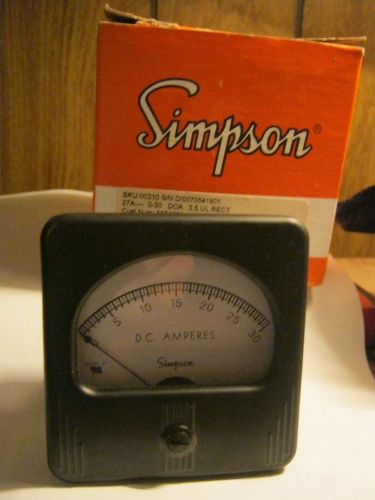 Simpson®
SKU:00310 S/N:DI0070541601
27A 0-30 DCA 3.5 UL RECT
0 5 10 15 20 25 30
D.C. AMPERES
Simpson